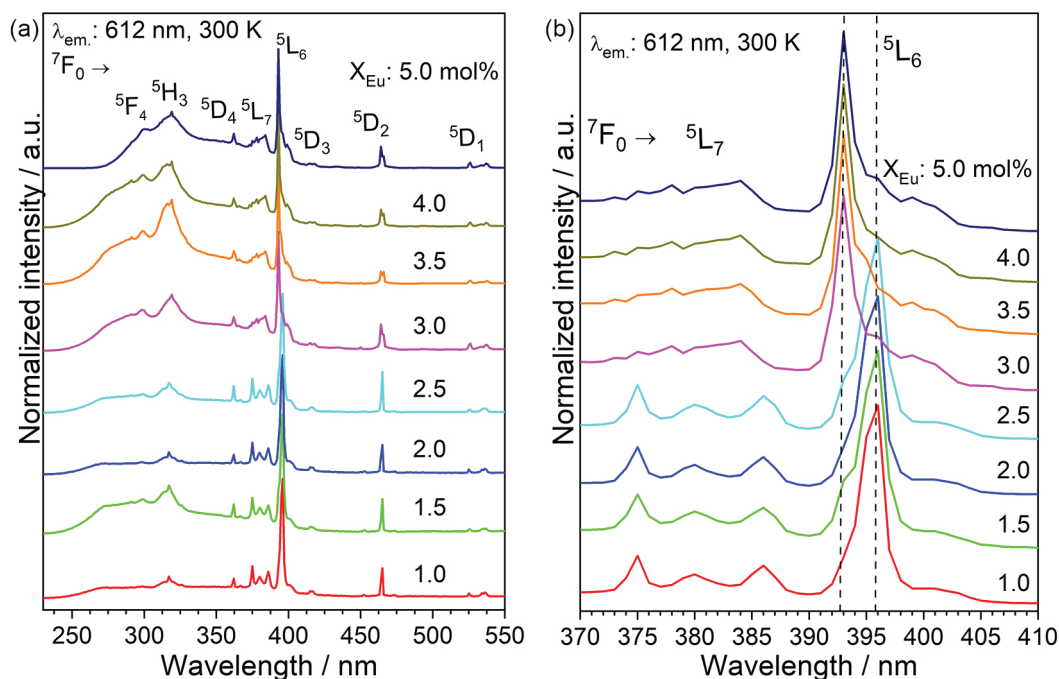 (a)
λem.: 612 nm, 300 K
⁷F₀ →
⁵L₆
X_Eu: 5.0 mol%
⁵F₄
⁵H₃
⁵D₄
⁵L₇
⁵D₃
⁵D₂
⁵D₁
4.0
3.5
3.0
2.5
2.0
1.5
1.0
Normalized intensity / a.u.
250 300 350 400 450 500 550
Wavelength / nm
(b)
λem.: 612 nm, 300 K
⁵L₆
⁷F₀ → ⁵L₇
X_Eu: 5.0 mol%
4.0
3.5
3.0
2.5
2.0
1.5
1.0
Normalized intensity / a.u.
370 375 380 385 390 395 400 405 410
Wavelength / nm